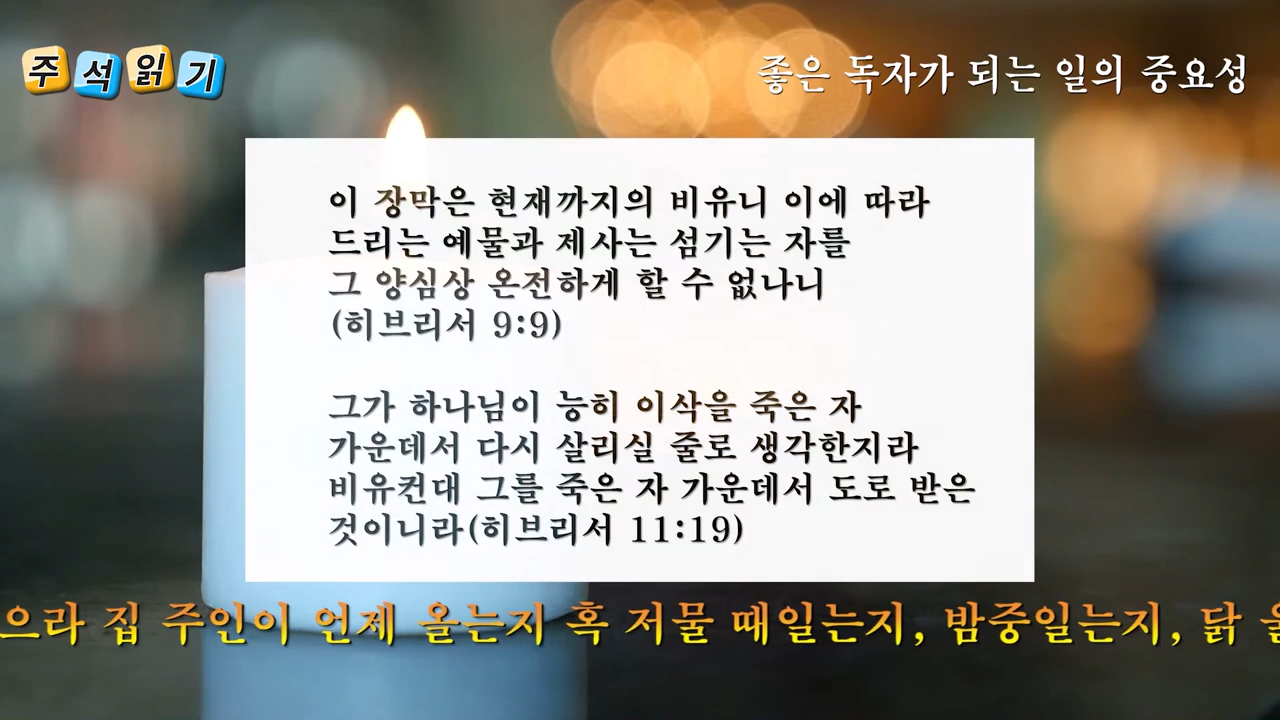 주석읽기
좋은 독자가 되는 일의 중요성
이 장막은 현재까지의 비유니 이에 따라
드리는 예물과 제사는 섬기는 자를
그 양심상 온전하게 할 수 없나니
(히브리서 9:9)
그가 하나님이 능히 이삭을 죽은 자
가운데서 다시 살리실 줄로 생각한지라
비유컨대 그를 죽은 자 가운데서 도로 받은
것이니라(히브리서 11:19)
으라 집 주인이 언제 올는지 혹 저물 때일는지, 밤중일는지, 닭